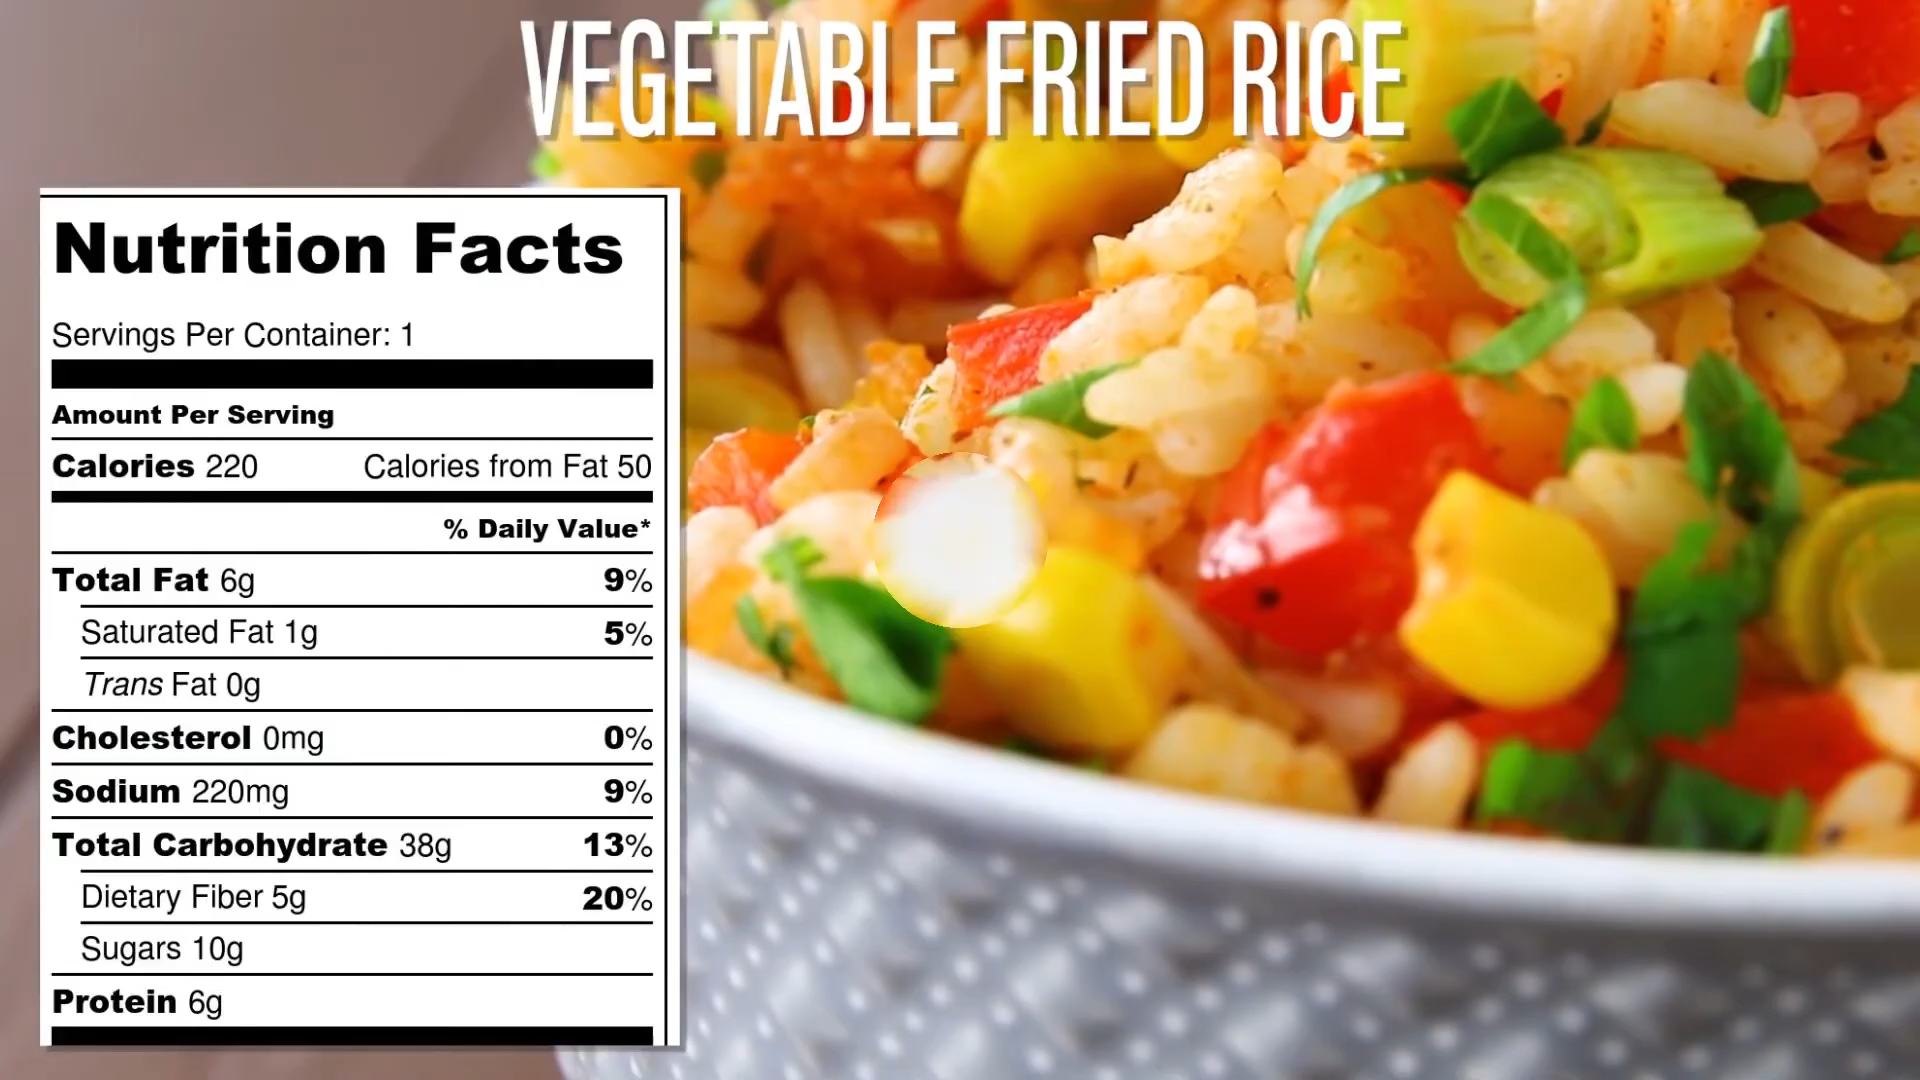 VEGETABLE FRIED RICE
Nutrition Facts
Servings Per Container: 1
Amount Per Serving
Calories 220 Calories from Fat 50
% Daily Value*
Total Fat 6g 9%
Saturated Fat 1g 5%
Trans Fat 0g
Cholesterol 0mg 0%
Sodium 220mg 9%
Total Carbohydrate 38g 13%
Dietary Fiber 5g 20%
Sugars 10g
Protein 6g